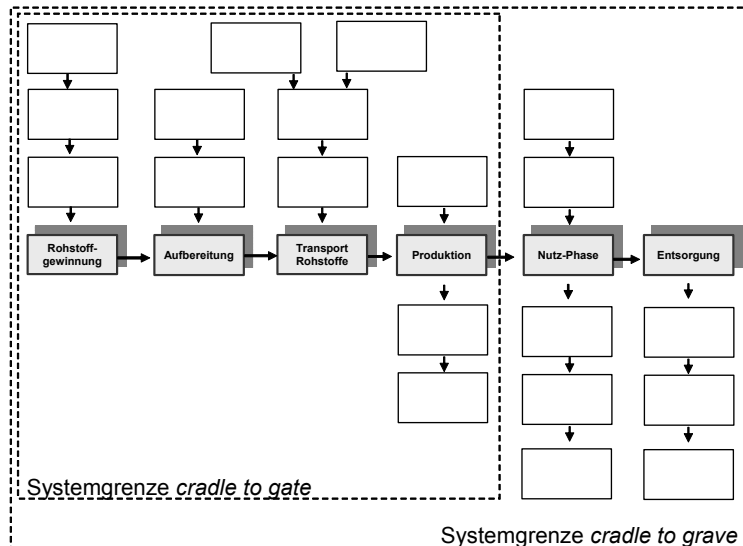 Rohstoff-
gewinnung
Aufbereitung
Transport
Rohstoffe
Produktion
Nutz-Phase
Entsorgung
Systemgrenze cradle to gate
Systemgrenze cradle to grave